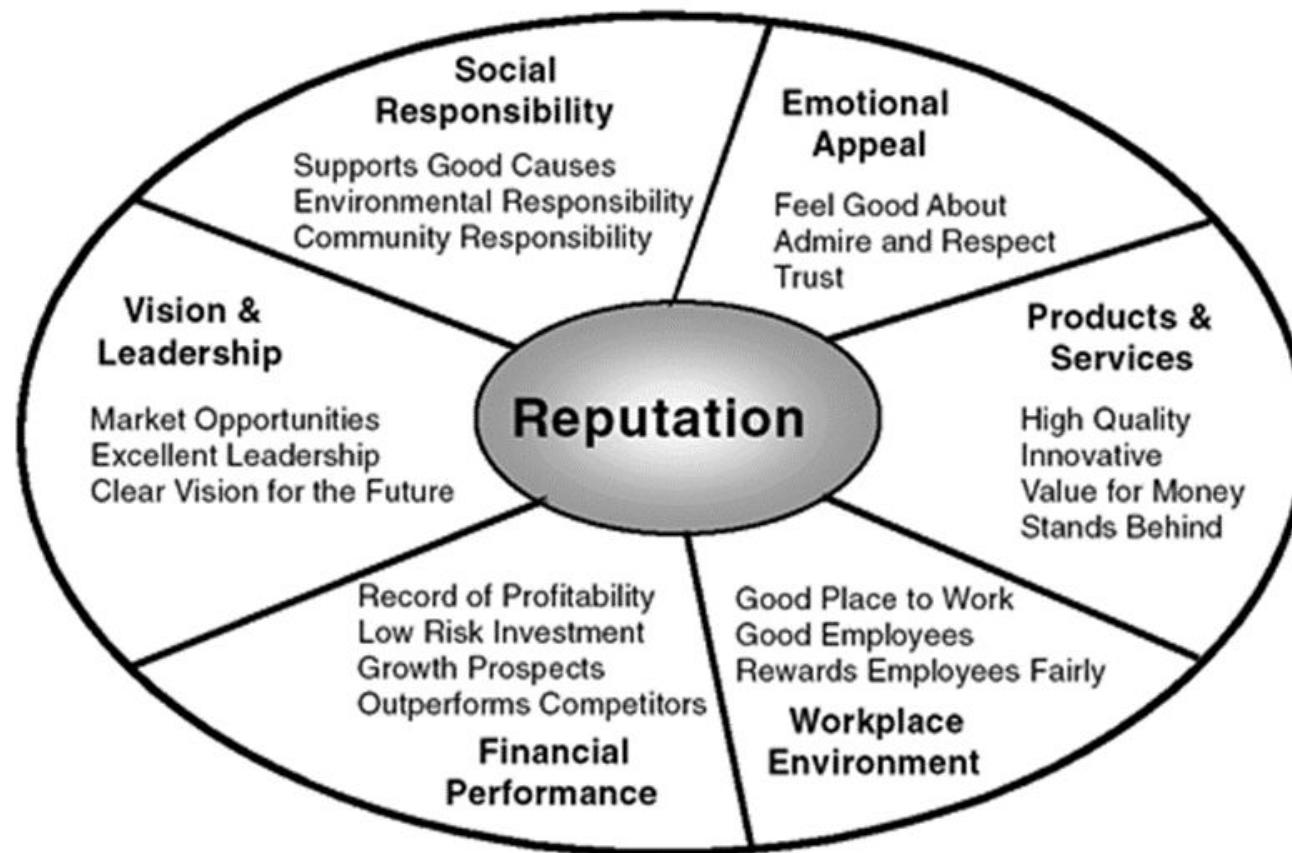 Social
Responsibility
Supports Good Causes
Environmental Responsibility
Community Responsibility
Emotional
Appeal
Feel Good About
Admire and Respect
Trust
Products &
Services
High Quality
Innovative
Value for Money
Stands Behind
Vision &
Leadership
Market Opportunities
Excellent Leadership
Clear Vision for the Future
Reputation
Record of Profitability
Low Risk Investment
Growth Prospects
Outperforms Competitors
Financial
Performance
Good Place to Work
Good Employees
Rewards Employees Fairly
Workplace
Environment